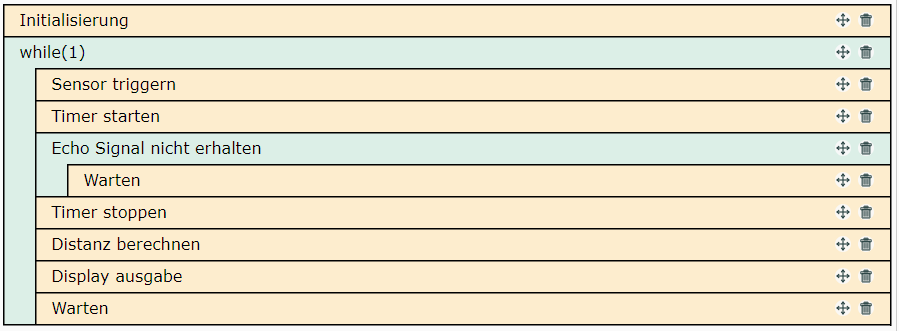 Initialisierung
while(1)
Sensor triggern
Timer starten
Echo Signal nicht erhalten
Warten
Timer stoppen
Distanz berechnen
Display ausgabe
Warten